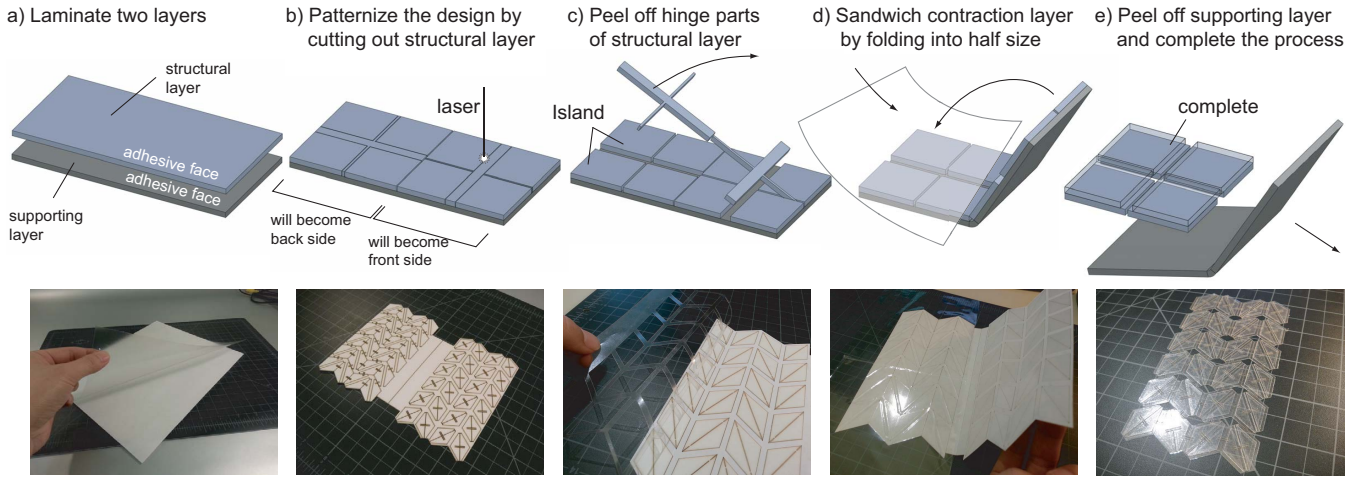 a) Laminate two layers
b) Patternize the design by
cutting out structural layer
c) Peel off hinge parts
of structural layer
d) Sandwich contraction layer
by folding into half size
e) Peel off supporting layer
and complete the process
structural
layer
adhesive face
adhesive face
supporting
layer
laser
will become
back side
will become
front side
Island
complete